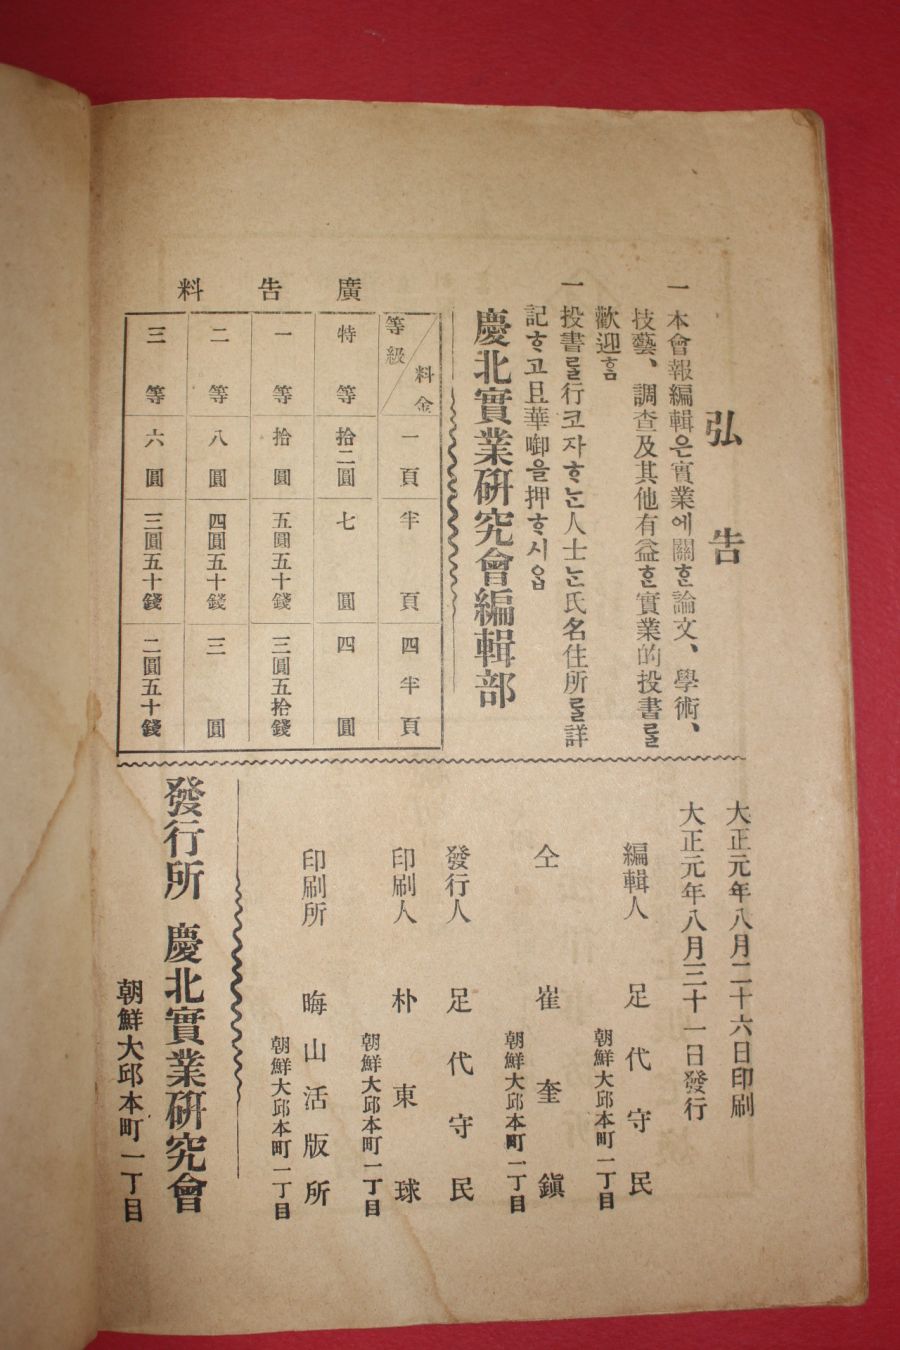 弘告
一 本會報編輯은實業에關ᄒᆞᆫ論文、學術、
技藝、調査及其他有益ᄒᆞᆫ實業的投書를
歡迎홈
一 投書를行코자ᄒᆞᄂᆞᆫ人士ᄂᆞᆫ氏名住所를詳
記ᄒᆞ고且華啣을押ᄒᆞ시옵
慶北實業硏究會編輯部
廣告料
等級 料金 一頁 半頁 四半頁
特等 拾二圓 七圓 四圓
一等 拾圓 五圓五十錢 三圓五拾錢
二等 八圓 四圓五十錢 三圓
三等 六圓 三圓五十錢 二圓五十錢
大正元年八月二十六日印刷
大正元年八月三十一日發行
編輯人 足代守民
朝鮮大邱本町一丁目
仝 崔奎鎭
朝鮮大邱本町一丁目
發行人 足代守民
印刷人 朴東球
朝鮮大邱本町一丁目
印刷所 晦山活版所
朝鮮大邱本町一丁目
發行所 慶北實業硏究會
朝鮮大邱本町一丁目